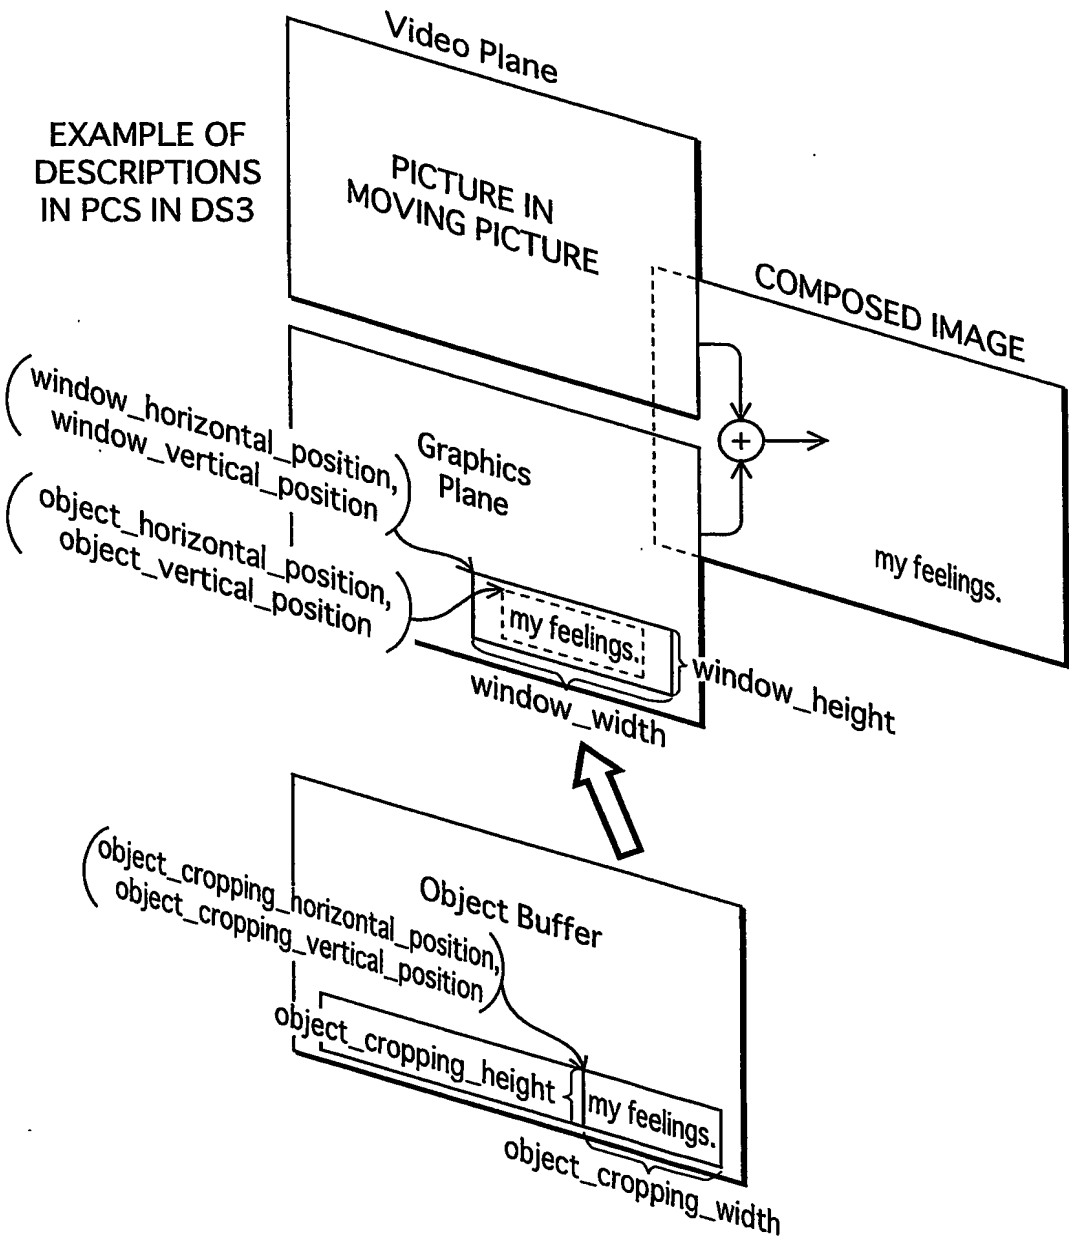 Video Plane
EXAMPLE OF
DESCRIPTIONS
IN PCS IN DS3
PICTURE IN
MOVING PICTURE
COMPOSED IMAGE
(window_horizontal_position,
window_vertical_position)
Graphics
Plane
(object_horizontal_position,
object_vertical_position)
+
my feelings.
my feelings.
window_height
window_width
Object Buffer
(object_cropping_horizontal_position,
object_cropping_vertical_position)
object_cropping_height
my feelings.
object_cropping_width